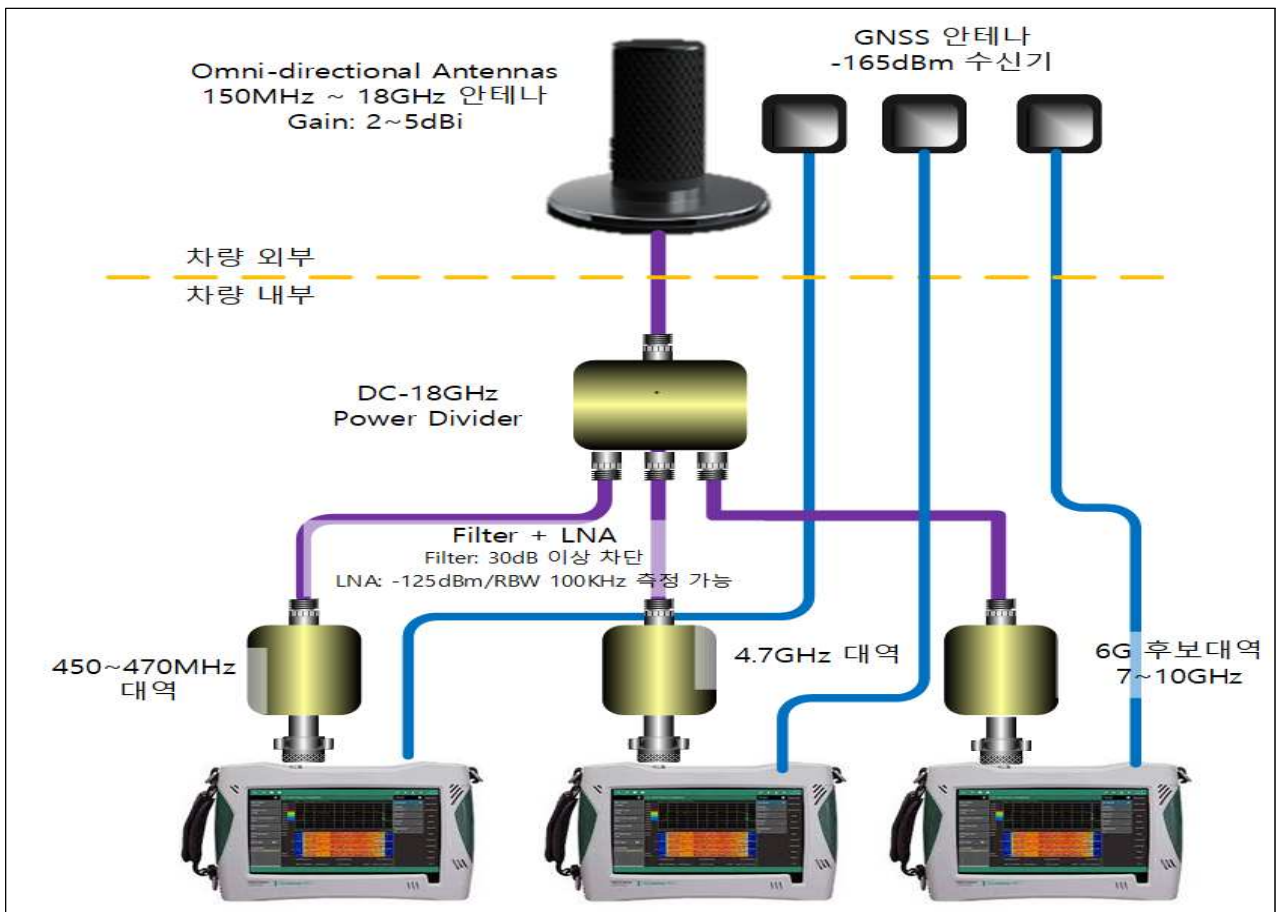 Omni-directional Antennas
150MHz ~ 18GHz 안테나
Gain: 2~5dBi
GNSS 안테나
-165dBm 수신기
차량 외부
차량 내부
DC-18GHz
Power Divider
Filter + LNA
Filter: 30dB 이상 차단
LNA: -125dBm/RBW 100KHz 측정 가능
450~470MHz
대역
4.7GHz 대역
6G 후보대역
7~10GHz